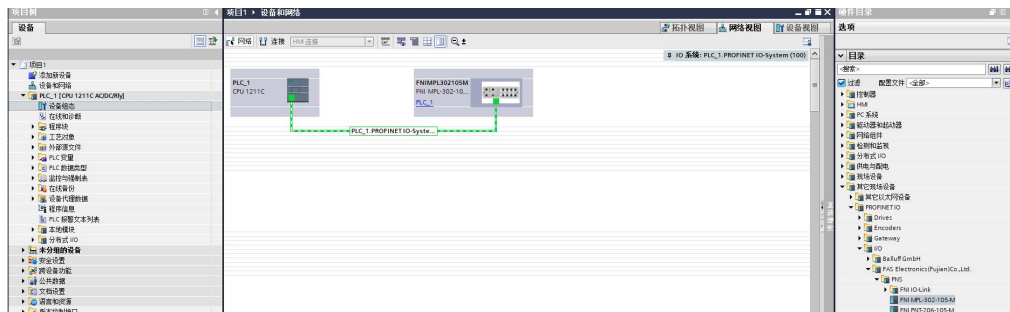 项目树
项目1 › 设备和网络
硬件目录
设备
拓扑视图
网络视图
设备视图
选项
网络
连接
HMI 连接
IO 系统: PLC_1.PROFINET IO-System (100)
目录
<搜索>
过滤
配置文件 <全部>
项目1
添加新设备
设备和网络
PLC_1 [CPU 1211C AC/DC/Rly]
设备组态
在线和诊断
程序块
工艺对象
外部源文件
PLC 变量
PLC 数据类型
监控与强制表
在线备份
设备代理数据
程序信息
PLC 报警文本列表
本地模块
分布式 I/O
未分组的设备
安全设置
跨设备功能
公共数据
文档设置
语言和资源
PLC_1
CPU 1211C
FNIMPL302105M
FNI MPL-302-10...
PLC_1
PLC_1.PROFINET IO-Syste...
控制器
HMI
PC 系统
驱动器和起动器
网络组件
检测和监视
分布式 I/O
供电与配电
现场设备
其它现场设备
其它以太网设备
PROFINET IO
Drives
Encoders
Gateway
I/O
Balluff GmbH
FAS Electronics(Fujian)Co.,Ltd.
FNS
FNI IO-Link
FNI MPL-302-105-M
FNI PNT-206-105-M